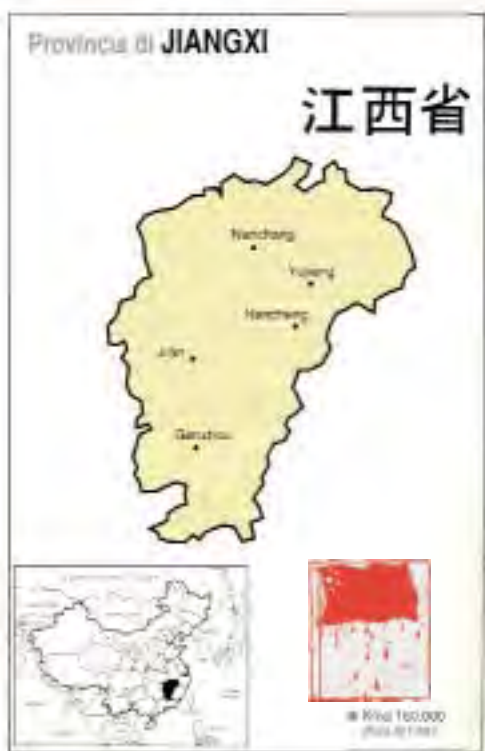 Provincia di JIANGXI
江西省
Nanchang
Yujiang
Nancheng
Ji'an
Ganzhou